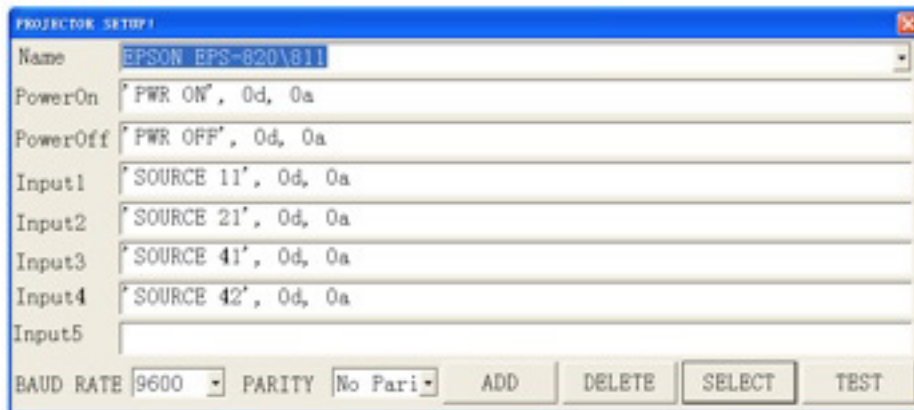 PROJECTOR SETUP!
Name EPSON EPS-820\811
PowerOn 'PWR ON', 0d, 0a
PowerOff 'PWR OFF', 0d, 0a
Input1 'SOURCE 11', 0d, 0a
Input2 'SOURCE 21', 0d, 0a
Input3 'SOURCE 41', 0d, 0a
Input4 'SOURCE 42', 0d, 0a
Input5
BAUD RATE 9600 PARITY No Pari ADD DELETE SELECT TEST